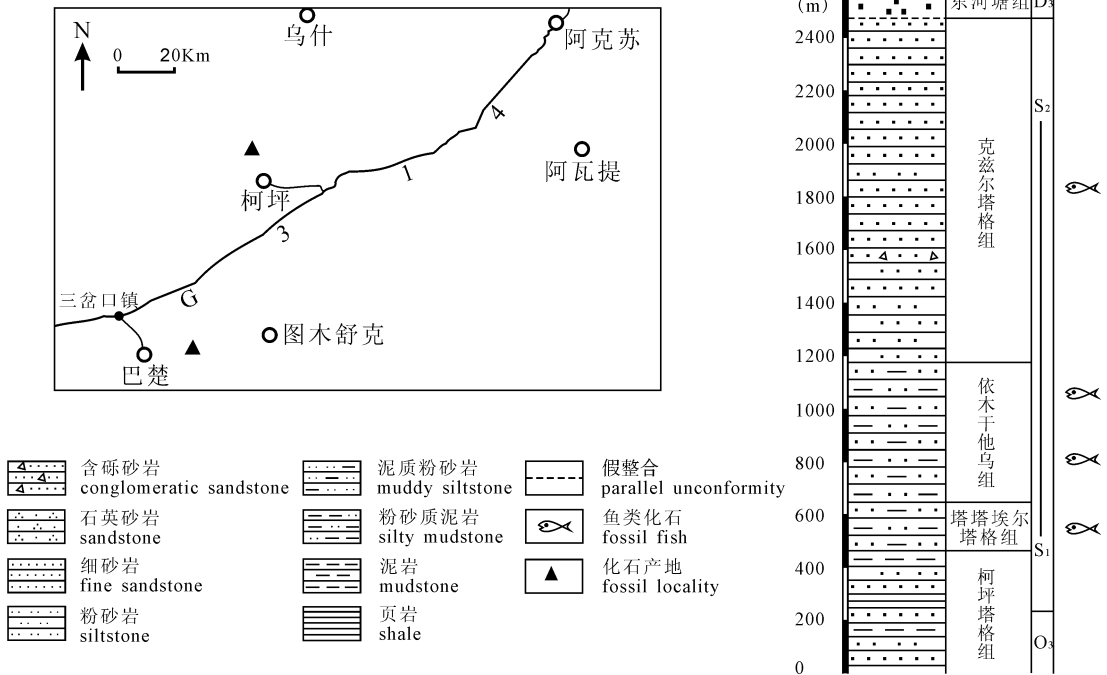 N
0 20Km
乌什
阿克苏
阿瓦提
柯坪
G 3 1 4
三岔口镇
巴楚
图木舒克
含砾砂岩
conglomeratic sandstone
石英砂岩
sandstone
细砂岩
fine sandstone
粉砂岩
siltstone
泥质粉砂岩
muddy siltstone
粉砂质泥岩
silty mudstone
泥岩
mudstone
页岩
shale
假整合
parallel unconformity
鱼类化石
fossil fish
化石产地
fossil locality
(m)
2400
2200
2000
1800
1600
1400
1200
1000
800
600
400
200
0
东河塘组
克兹尔塔格组
依木干他乌组
塔塔埃尔
塔格组
柯坪塔格组
D3
S2
S1
O3